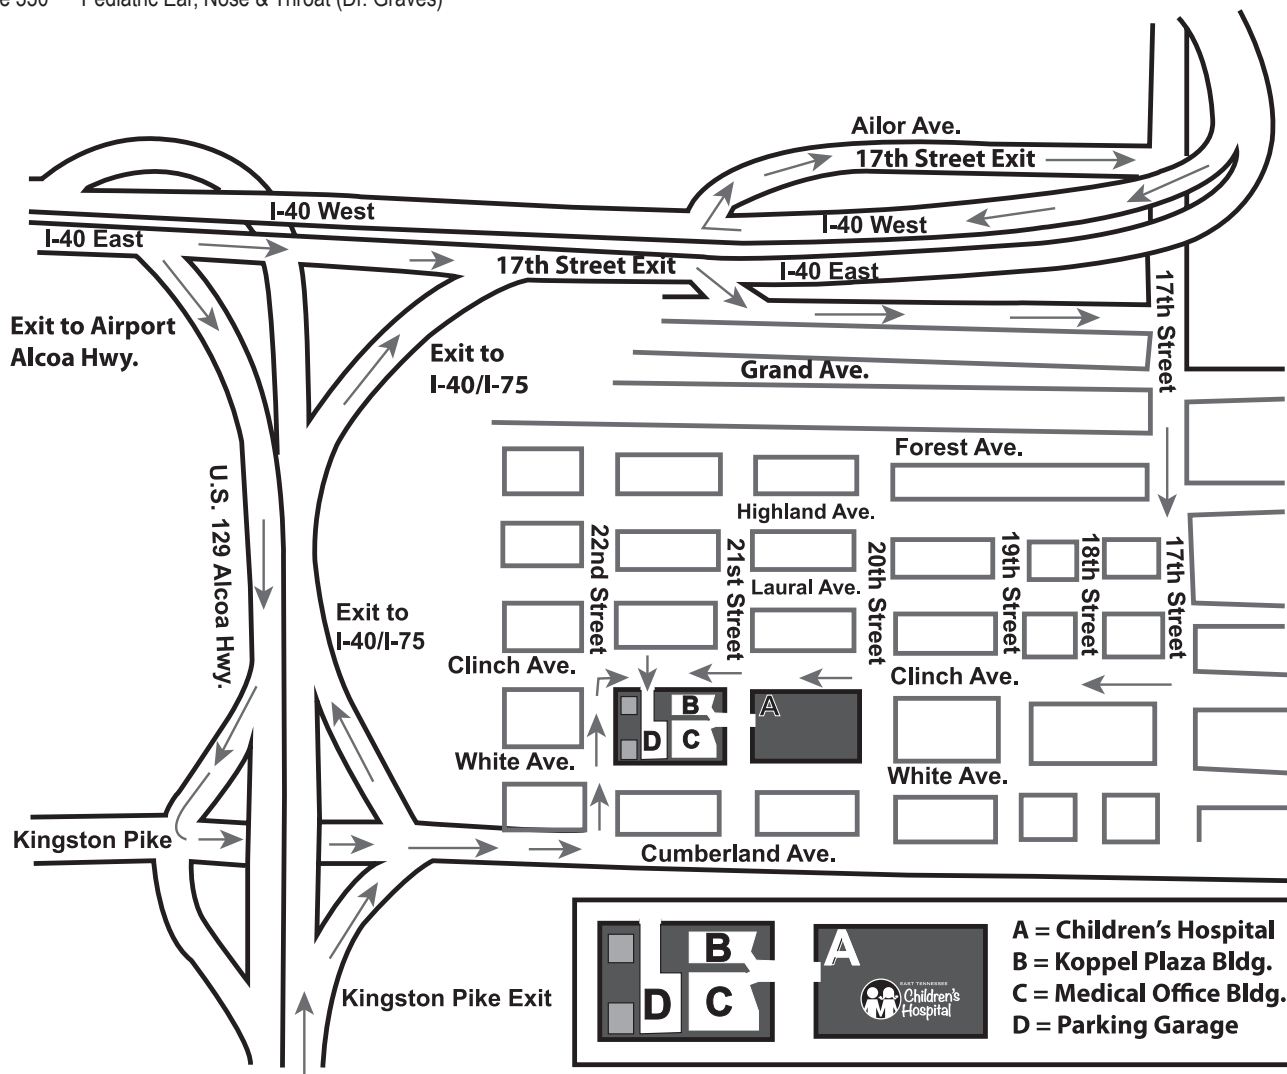 Pediatric Ear, Nose & Throat (Dr. Graves)
Ailor Ave.
17th Street Exit
I-40 West
I-40 West
I-40 East
17th Street Exit
I-40 East
17th Street
Exit to Airport
Alcoa Hwy.
Exit to
I-40/I-75
Grand Ave.
Forest Ave.
U.S. 129 Alcoa Hwy.
Highland Ave.
22nd Street
21st Street
20th Street
19th Street
18th Street
17th Street
Laural Ave.
Exit to
I-40/I-75
Clinch Ave.
Clinch Ave.
A
B
C
D
White Ave.
White Ave.
Kingston Pike
Cumberland Ave.
Kingston Pike Exit
B
C
D
A
EAST TENNESSEE
Children's
Hospital
A = Children's Hospital
B = Koppel Plaza Bldg.
C = Medical Office Bldg.
D = Parking Garage